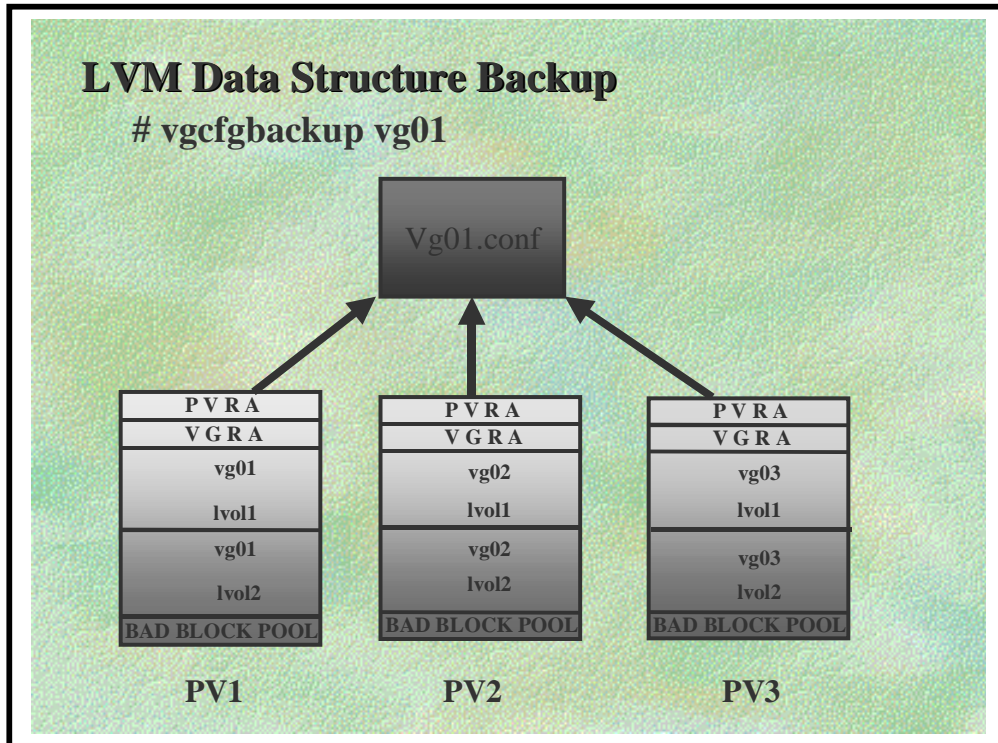 LVM Data Structure Backup
# vgcfgbackup vg01
Vg01.conf
P V R A
V G R A
vg01
lvol1
vg01
lvol2
BAD BLOCK POOL
PV1
P V R A
V G R A
vg02
lvol1
vg02
lvol2
BAD BLOCK POOL
PV2
P V R A
V G R A
vg03
lvol1
vg03
lvol2
BAD BLOCK POOL
PV3